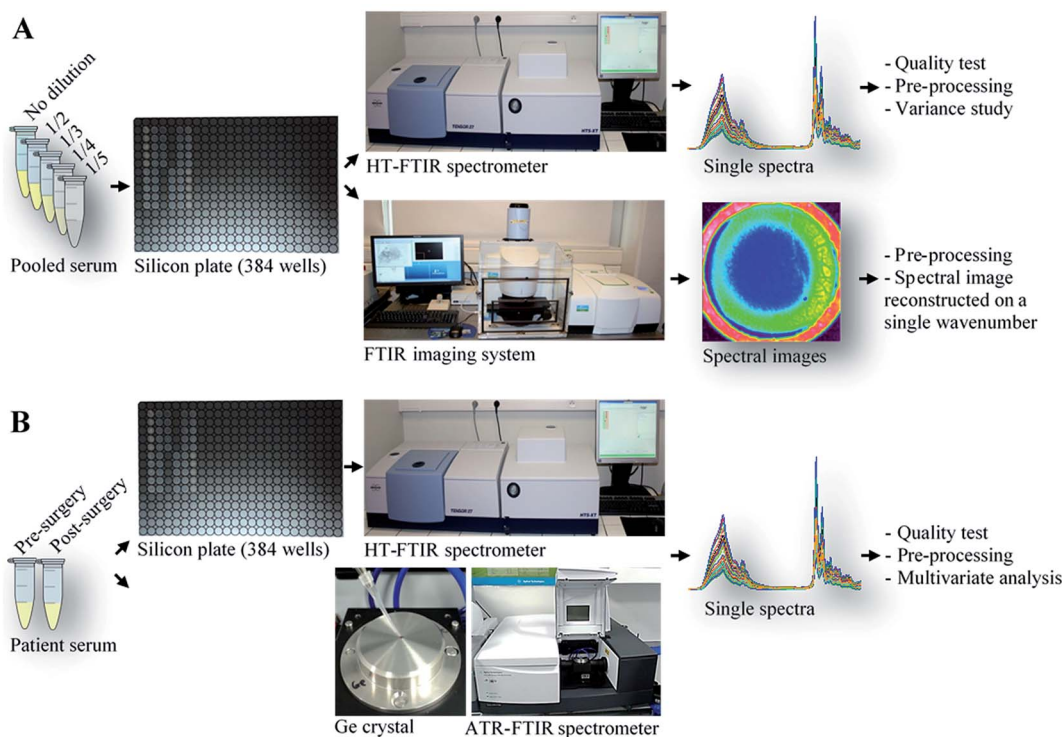 A
No dilution
1/2
1/3
1/4
1/5
Pooled serum
Silicon plate (384 wells)
TENSOR 27
HTS-XT
HT-FTIR spectrometer
Single spectra
- Quality test
- Pre-processing
- Variance study
FTIR imaging system
Spectral images
- Pre-processing
- Spectral image
reconstructed on a
single wavenumber
B
Pre-surgery
Post-surgery
Patient serum
Silicon plate (384 wells)
TENSOR 27
HTS-XT
HT-FTIR spectrometer
Ge
Ge crystal
Agilent Technologies
ATR-FTIR spectrometer
Single spectra
- Quality test
- Pre-processing
- Multivariate analysis